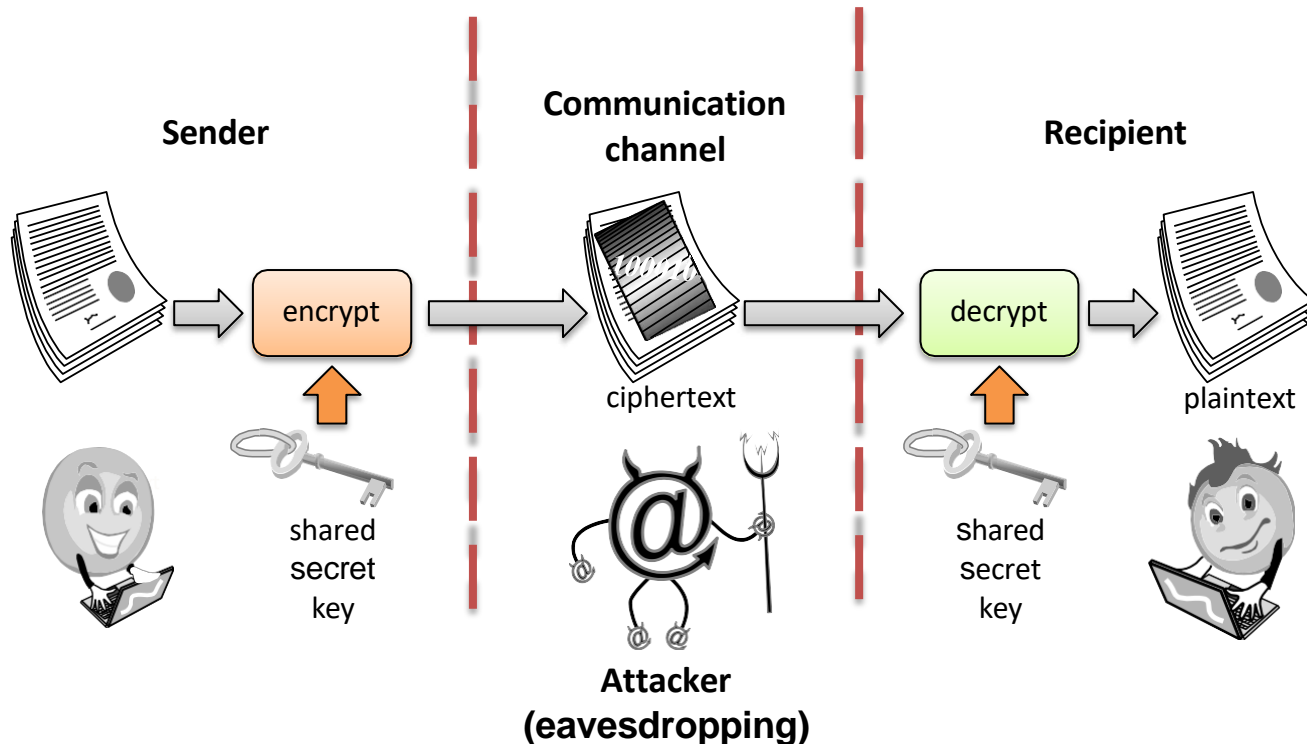 Sender
Communication
channel
Recipient
encrypt
decrypt
ciphertext
plaintext
shared
secret
key
@
shared
secret
key
Attacker
(eavesdropping)